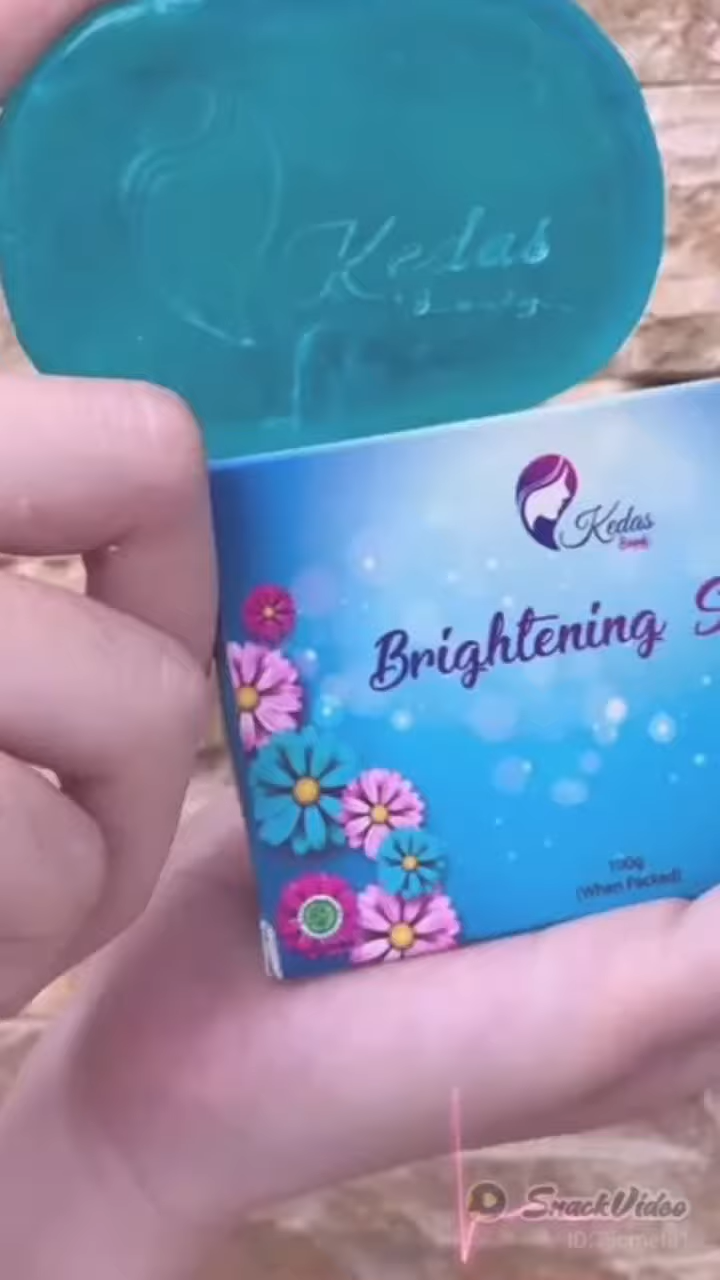 Kedas
Kedas
Brightening S
100g
(When Packed)
SnackVideo